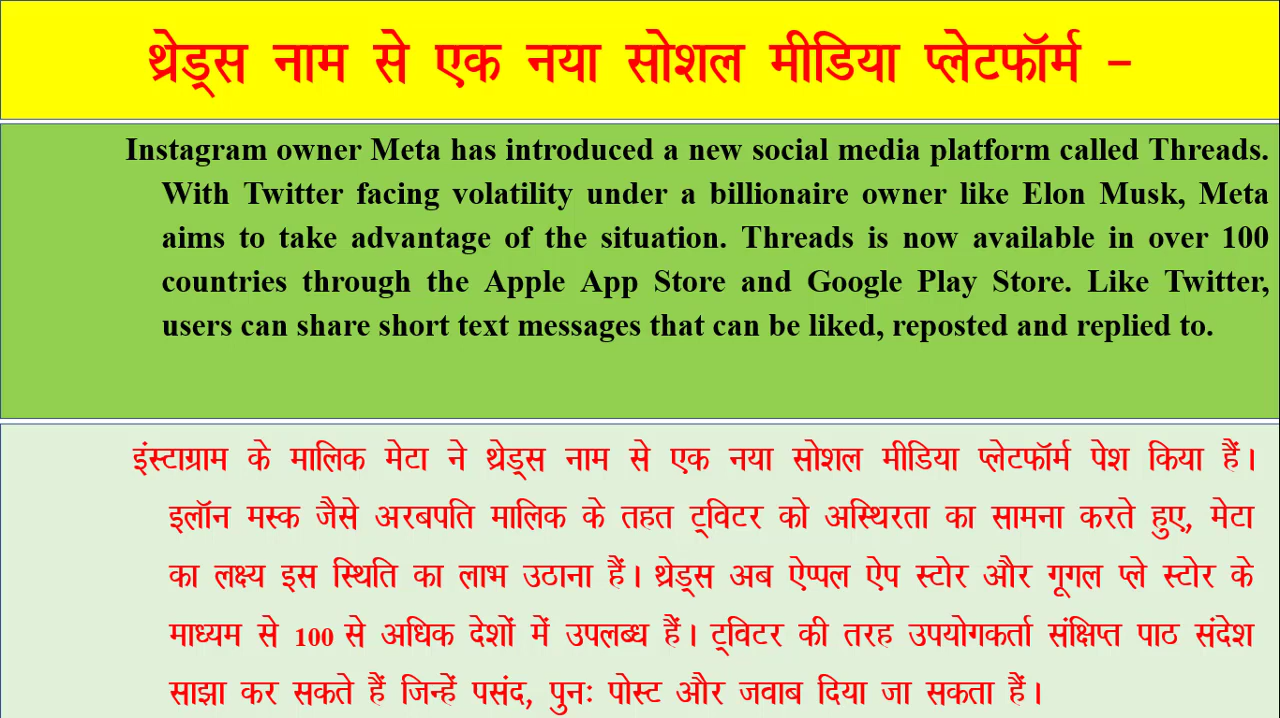 थ्रेड्स नाम से एक नया सोशल मीडिया प्लेटफॉर्म –
Instagram owner Meta has introduced a new social media platform called Threads.
With Twitter facing volatility under a billionaire owner like Elon Musk, Meta
aims to take advantage of the situation. Threads is now available in over 100
countries through the Apple App Store and Google Play Store. Like Twitter,
users can share short text messages that can be liked, reposted and replied to.
इंस्टाग्राम के मालिक मेटा ने थ्रेड्स नाम से एक नया सोशल मीडिया प्लेटफॉर्म पेश किया हैं।
इलॉन मस्क जैसे अरबपति मालिक के तहत ट्विटर को अस्थिरता का सामना करते हुए, मेटा
का लक्ष्य इस स्थिति का लाभ उठाना हैं। थ्रेड्स अब ऐप्पल ऐप स्टोर और गूगल प्ले स्टोर के
माध्यम से 100 से अधिक देशों में उपलब्ध हैं। ट्विटर की तरह उपयोगकर्ता संक्षिप्त पाठ संदेश
साझा कर सकते हैं जिन्हें पसंद, पुनः पोस्ट और जवाब दिया जा सकता हैं।